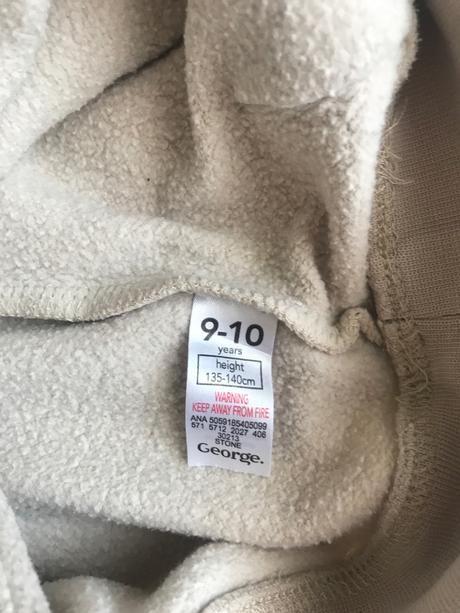 9-10
years
height
135-140cm
WARNING
KEEP AWAY FROM FIRE
ANA 5059185405099
571 5712 2027 406
30213
STONE
George.